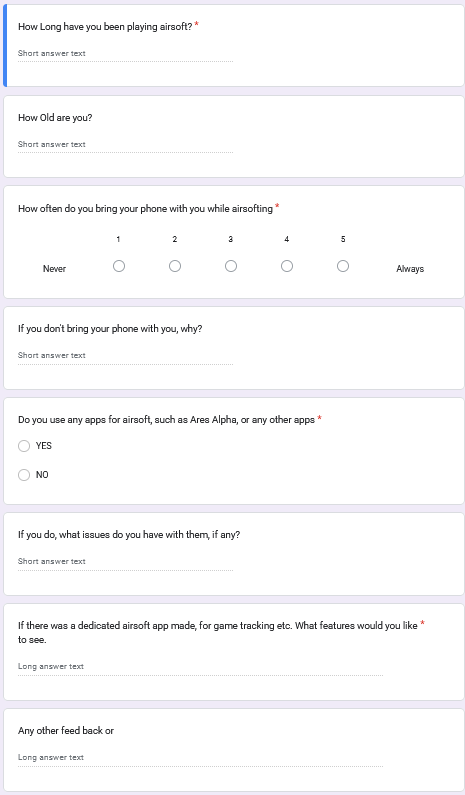 How Long have you been playing airsoft? *
Short answer text
How Old are you?
Short answer text
How often do you bring your phone with you while airsofting *
1 2 3 4 5
Never Always
If you don't bring your phone with you, why?
Short answer text
Do you use any apps for airsoft, such as Ares Alpha, or any other apps *
YES
NO
If you do, what issues do you have with them, if any?
Short answer text
If there was a dedicated airsoft app made, for game tracking etc. What features would you like *
to see.
Long answer text
Any other feed back or
Long answer text